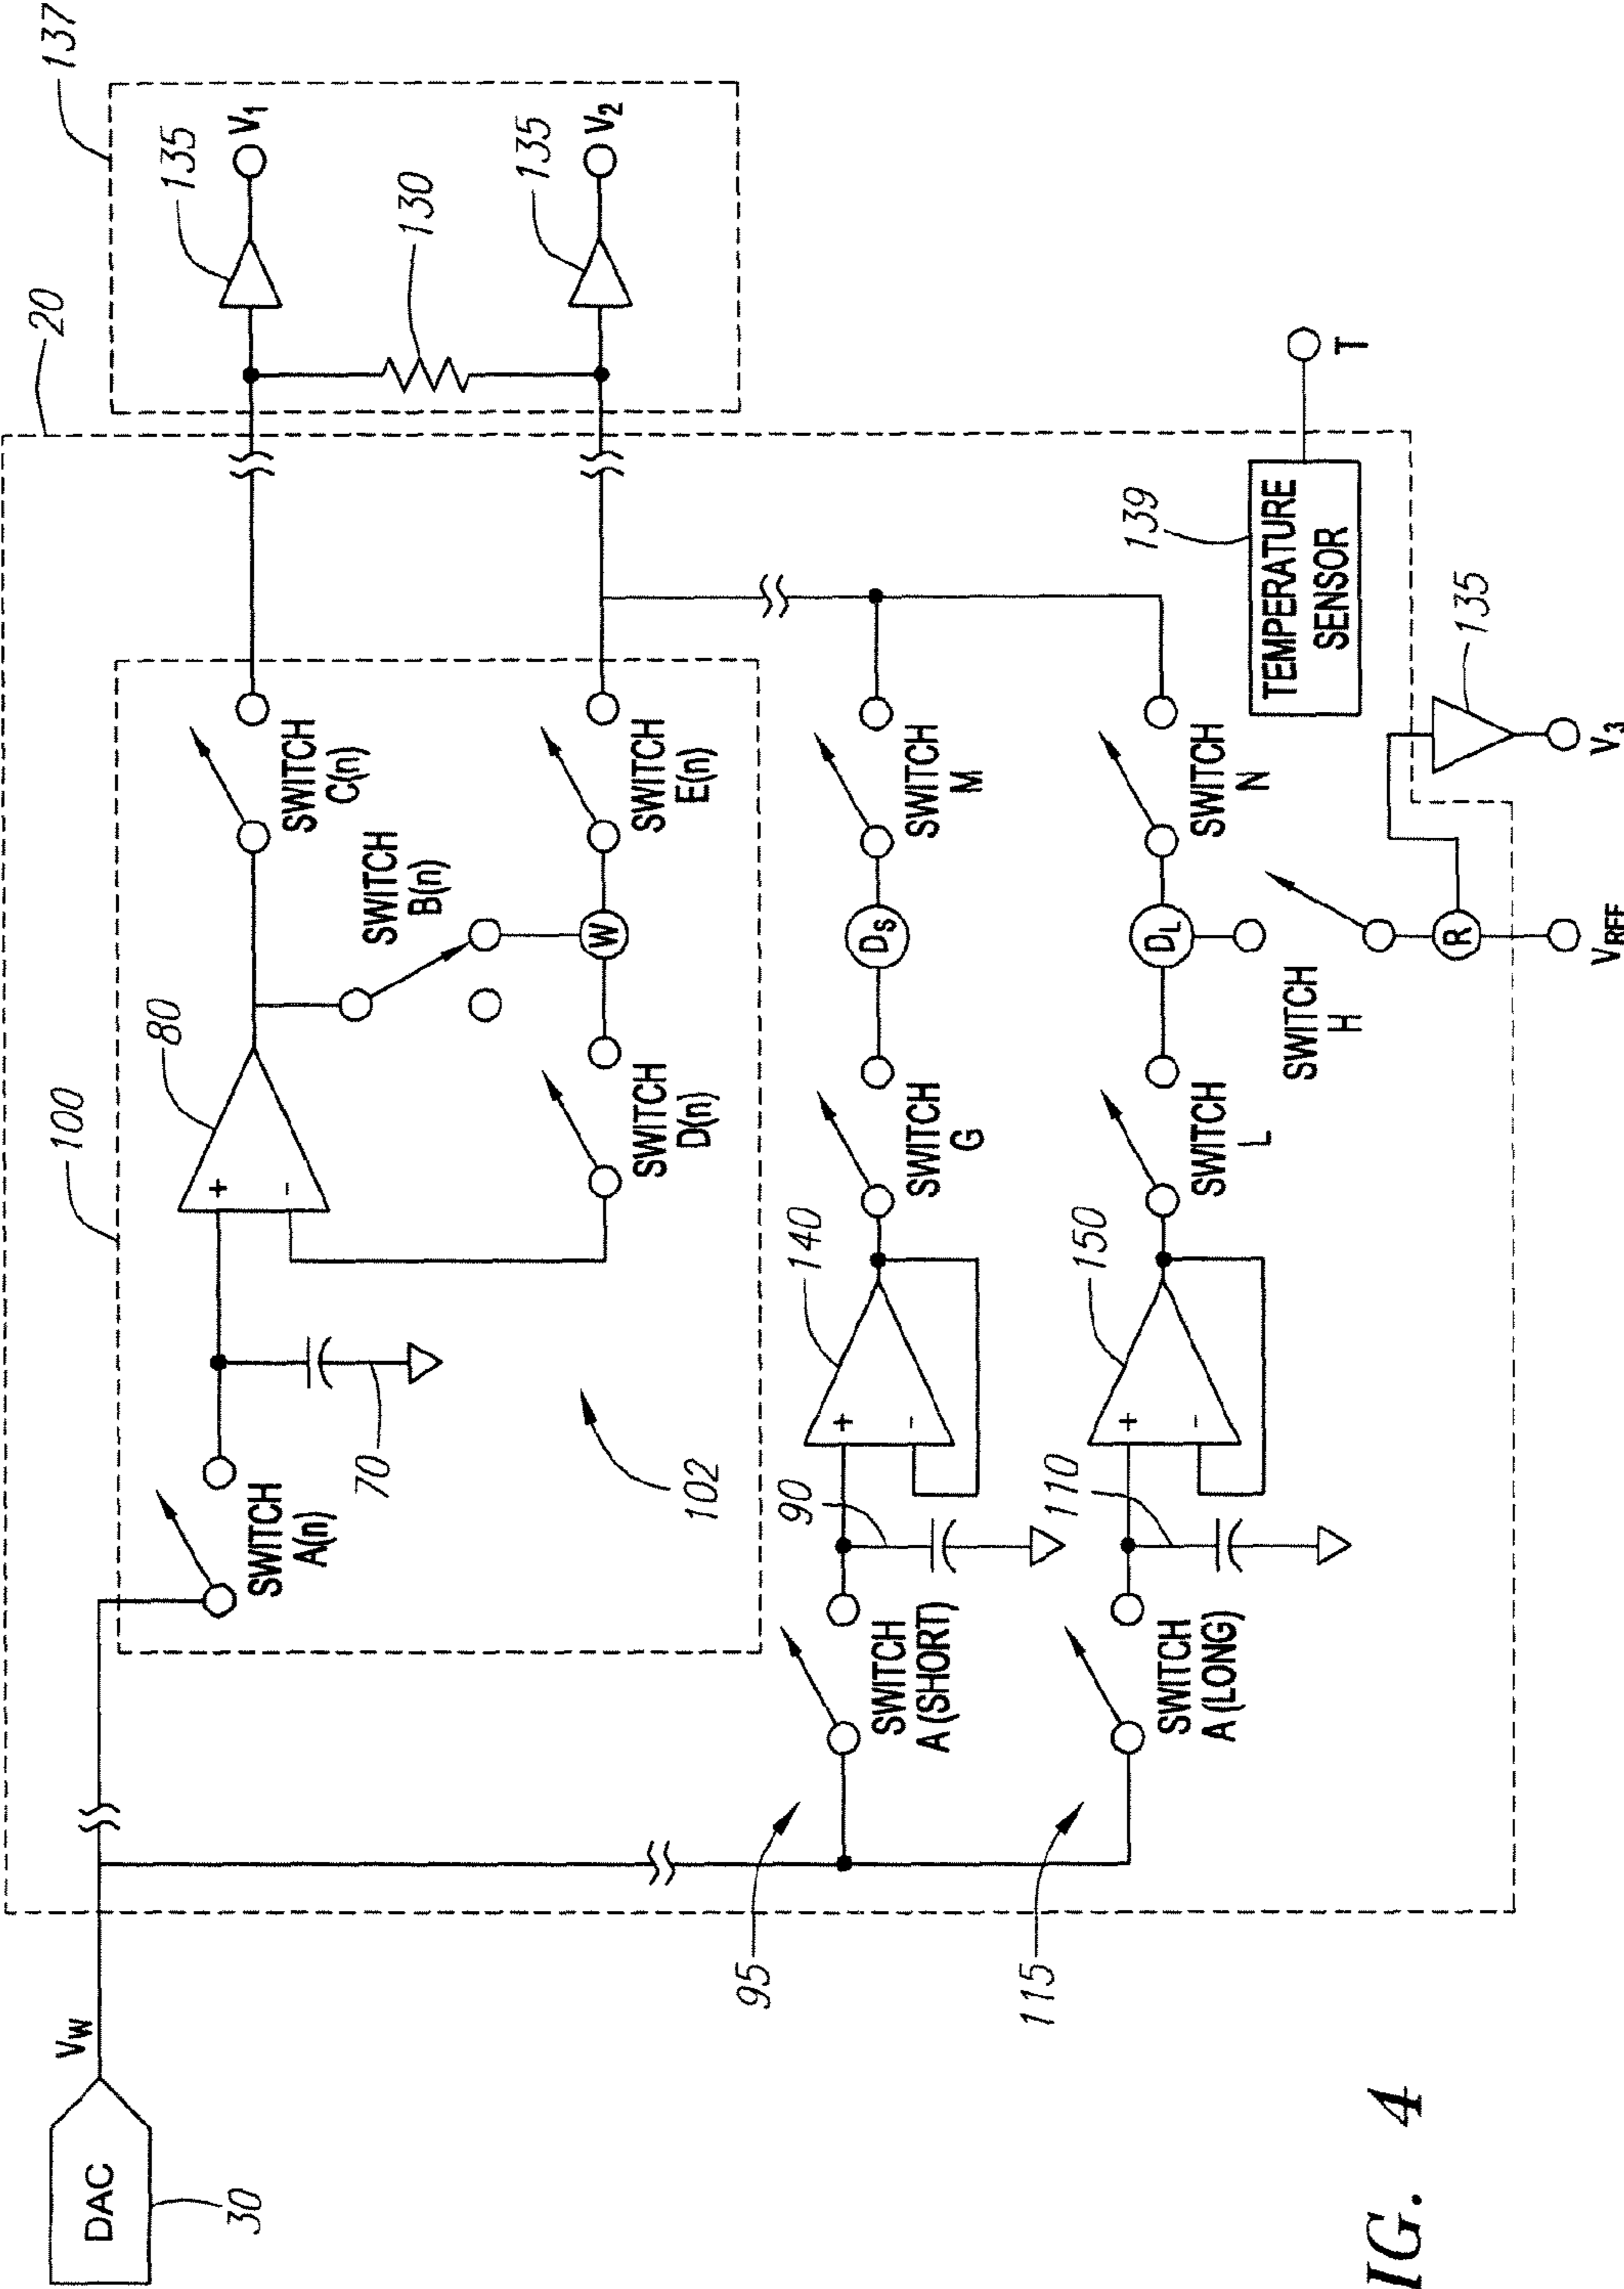 137
20
135
V1
135
V2
130
100
80
+
-
SWITCH
C(n)
SWITCH
B(n)
W
SWITCH
D(n)
SWITCH
E(n)
SWITCH
A(n)
70
102
DAC
30
VW
95
115
SWITCH
A (SHORT)
90
140
+
-
SWITCH
G
DS
SWITCH
M
SWITCH
A (LONG)
110
150
+
-
SWITCH
L
DL
SWITCH
N
SWITCH
H
R
VREF
139
TEMPERATURE
SENSOR
T
135
V3
IG. 4